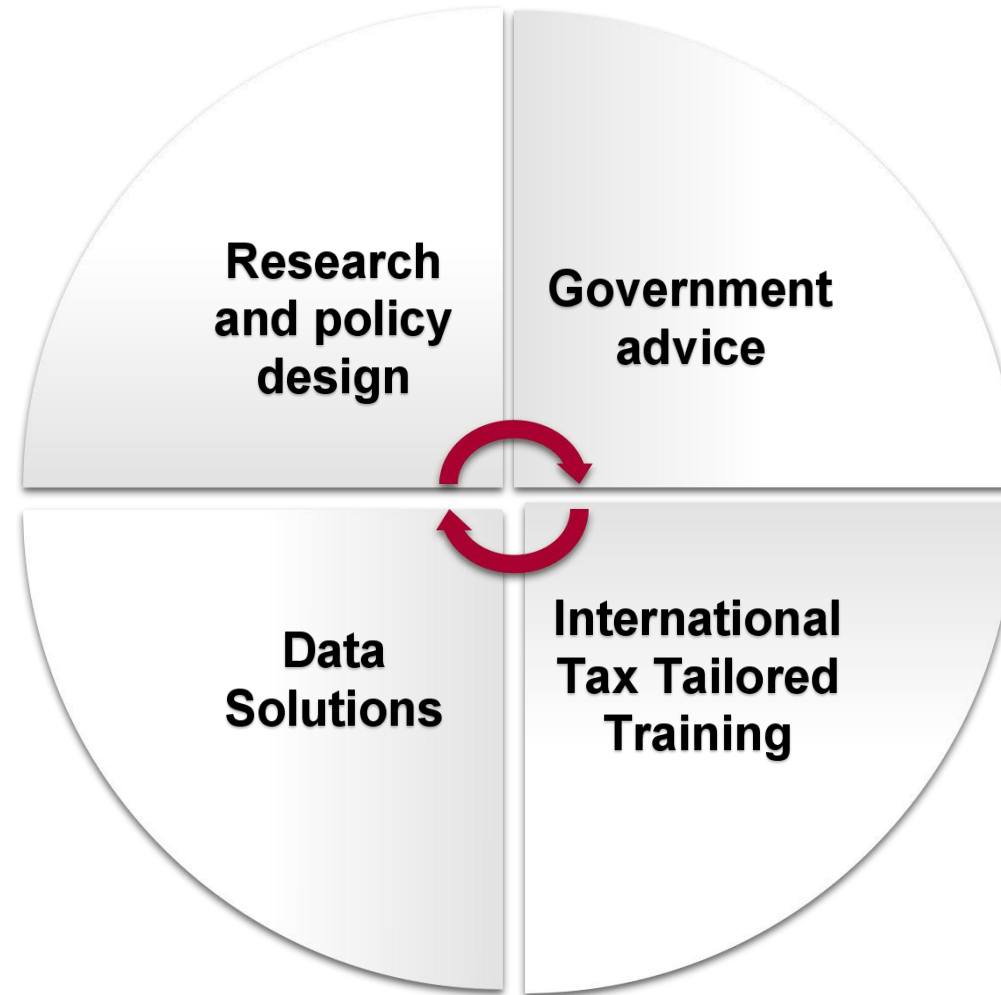 Research
and policy
design
Government
advice
Data
Solutions
International
Tax Tailored
Training